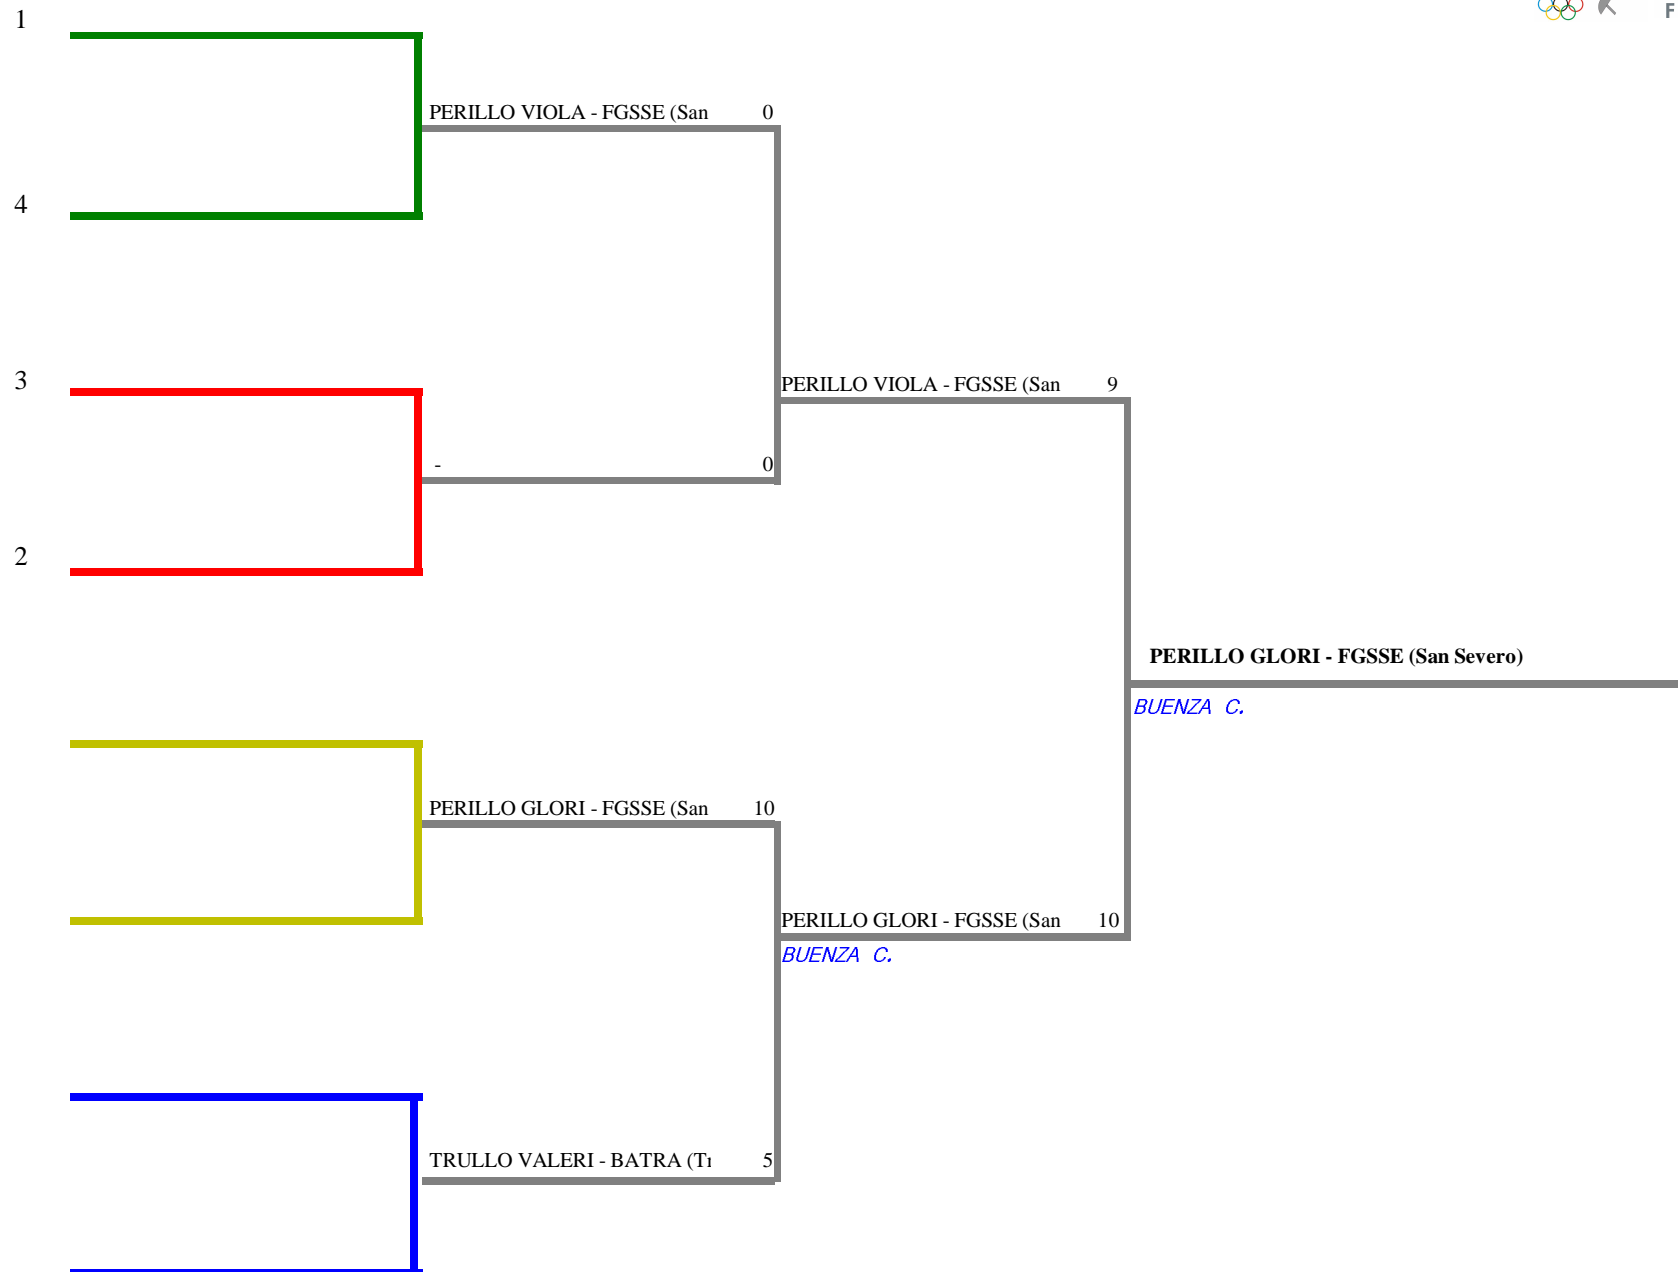 1
F
PERILLO VIOLA - FGSSE (San 0
4
3
PERILLO VIOLA - FGSSE (San 9
- 0
2
PERILLO GLORI - FGSSE (San Severo)
BUENZA C.
PERILLO GLORI - FGSSE (San 10
PERILLO GLORI - FGSSE (San 10
BUENZA C.
TRULLO VALERI - BATRA (Tr 5